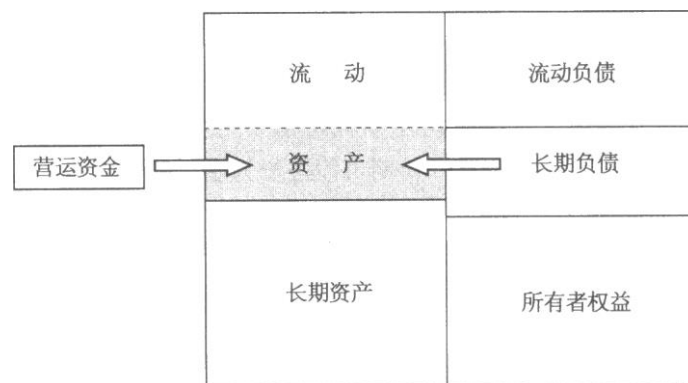 流 动
流动负债
营运资金
资 产
长期负债
长期资产
所有者权益